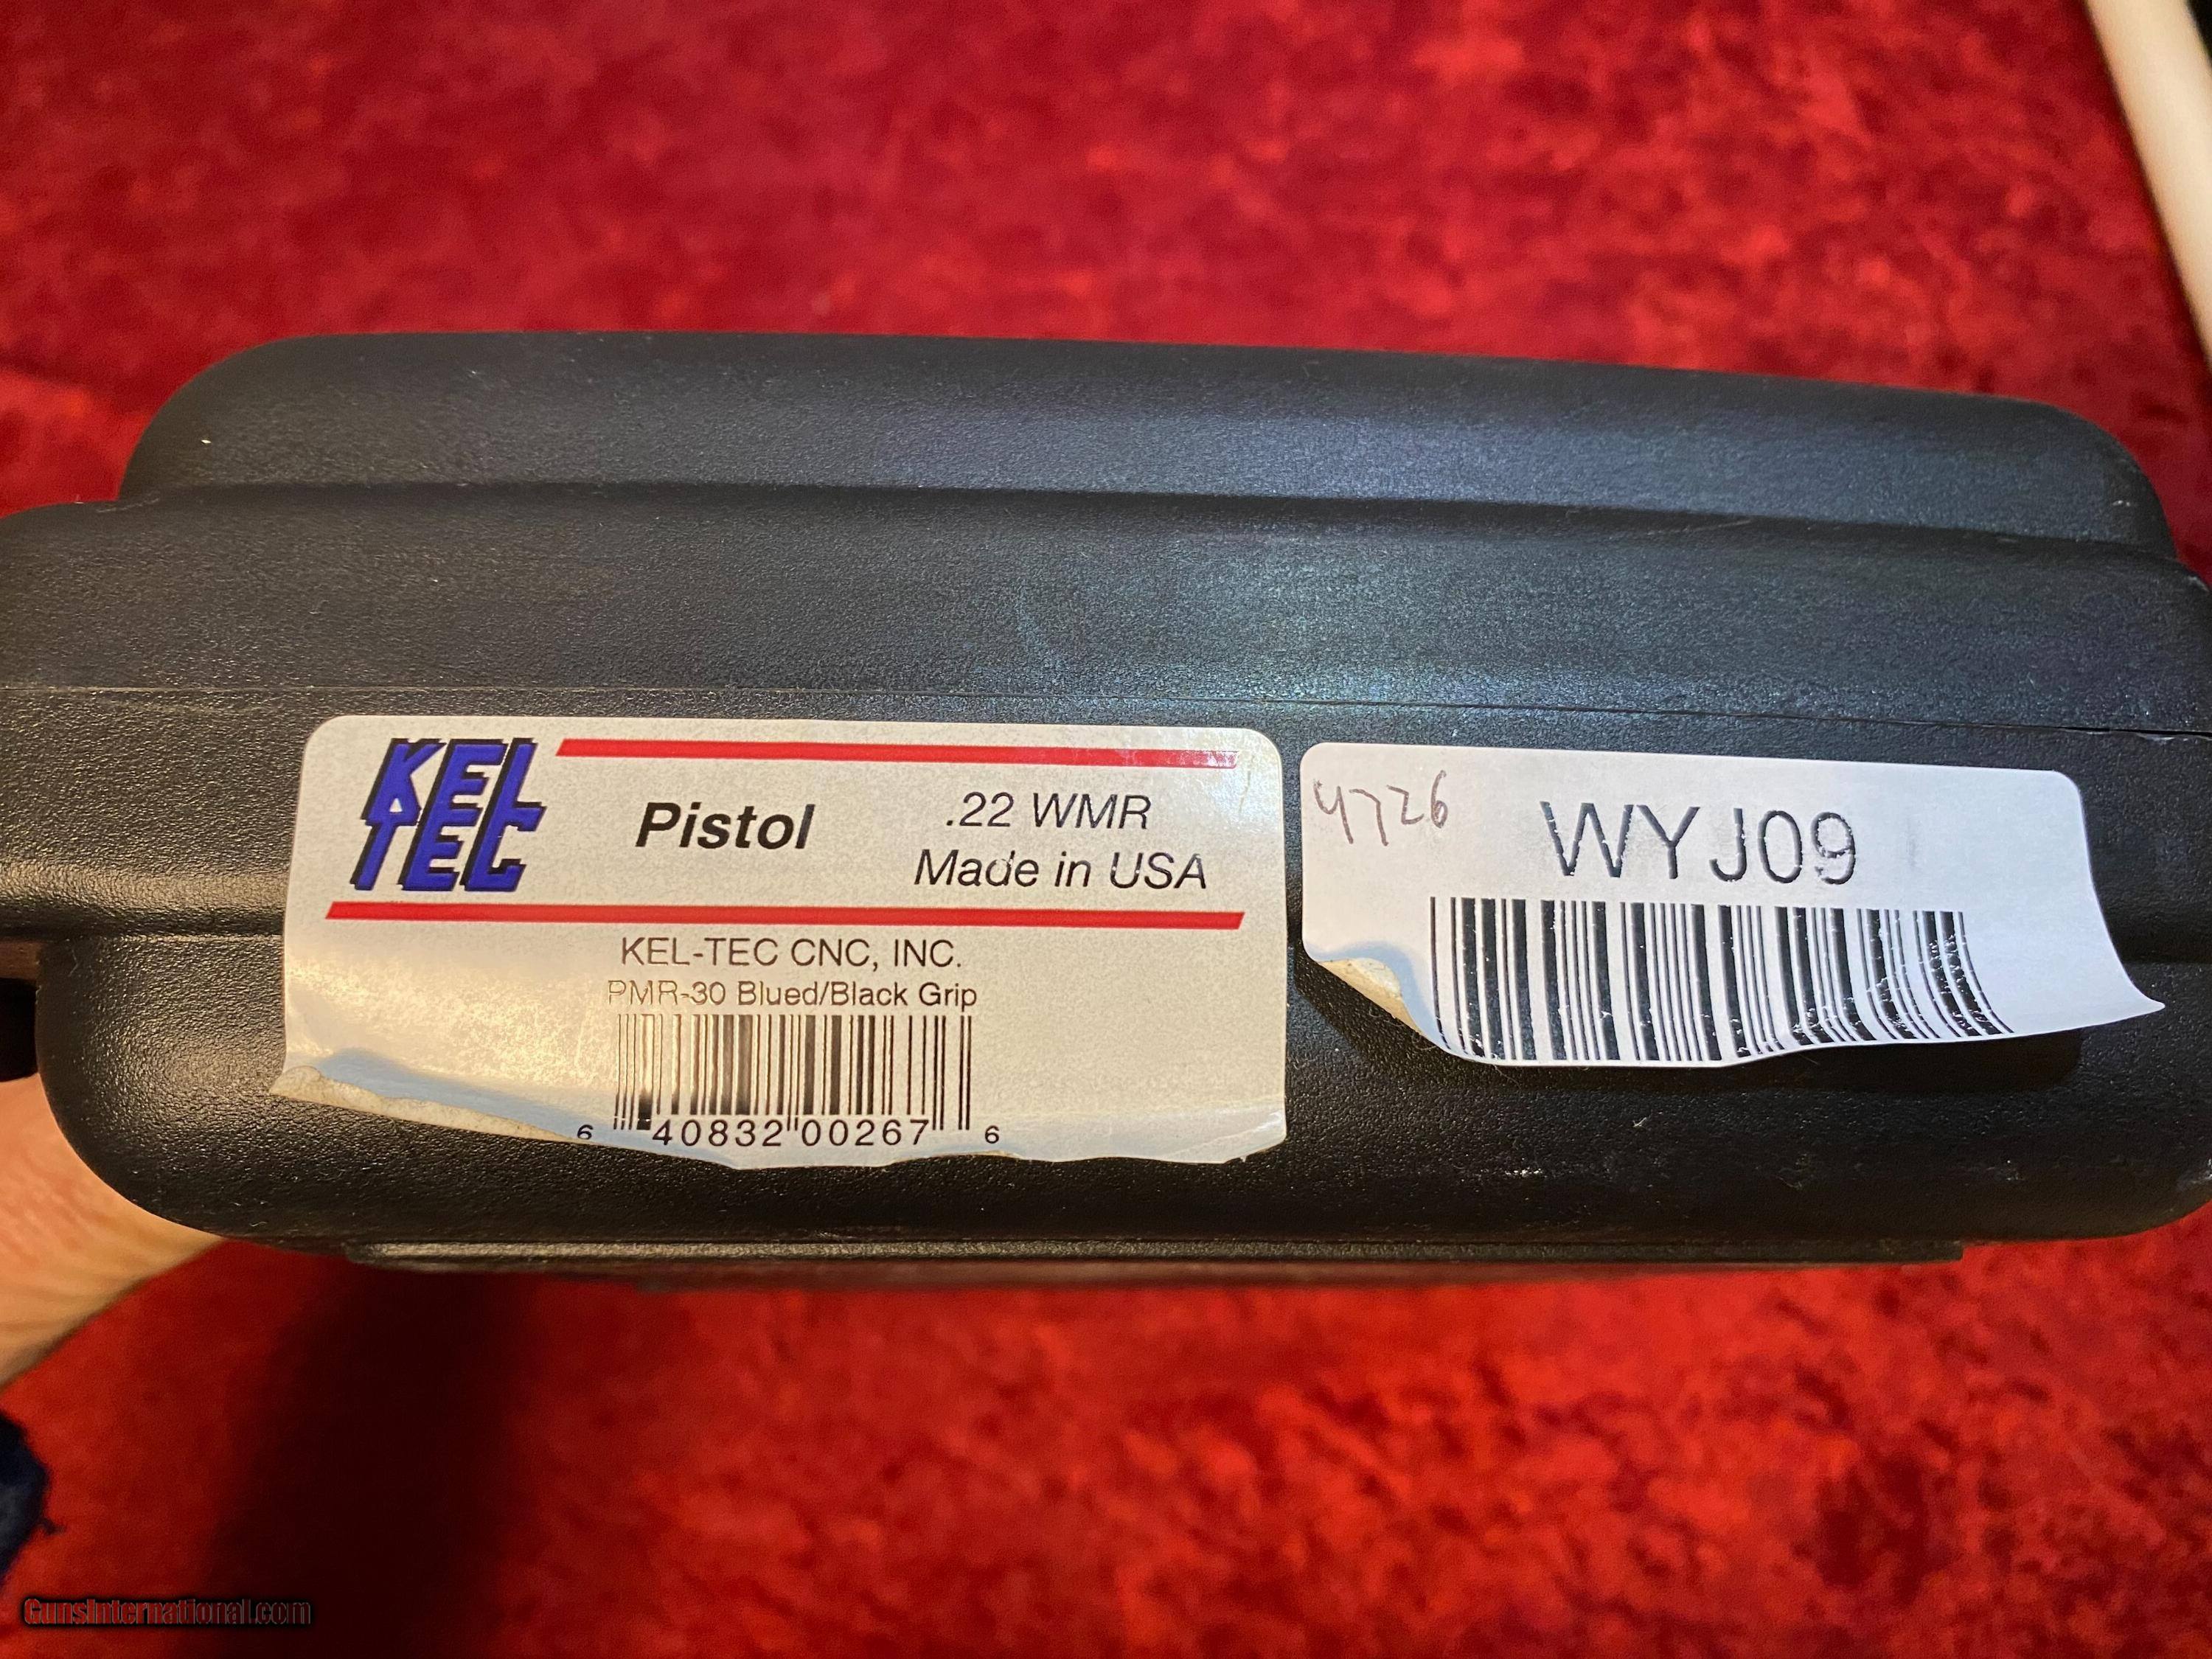 KEL
TEC
Pistol
.22 WMR
Made in USA
KEL-TEC CNC, INC.
PMR-30 Blued/Black Grip
6 40832 00267 6
4726
WYJ09
GunsInternational.com